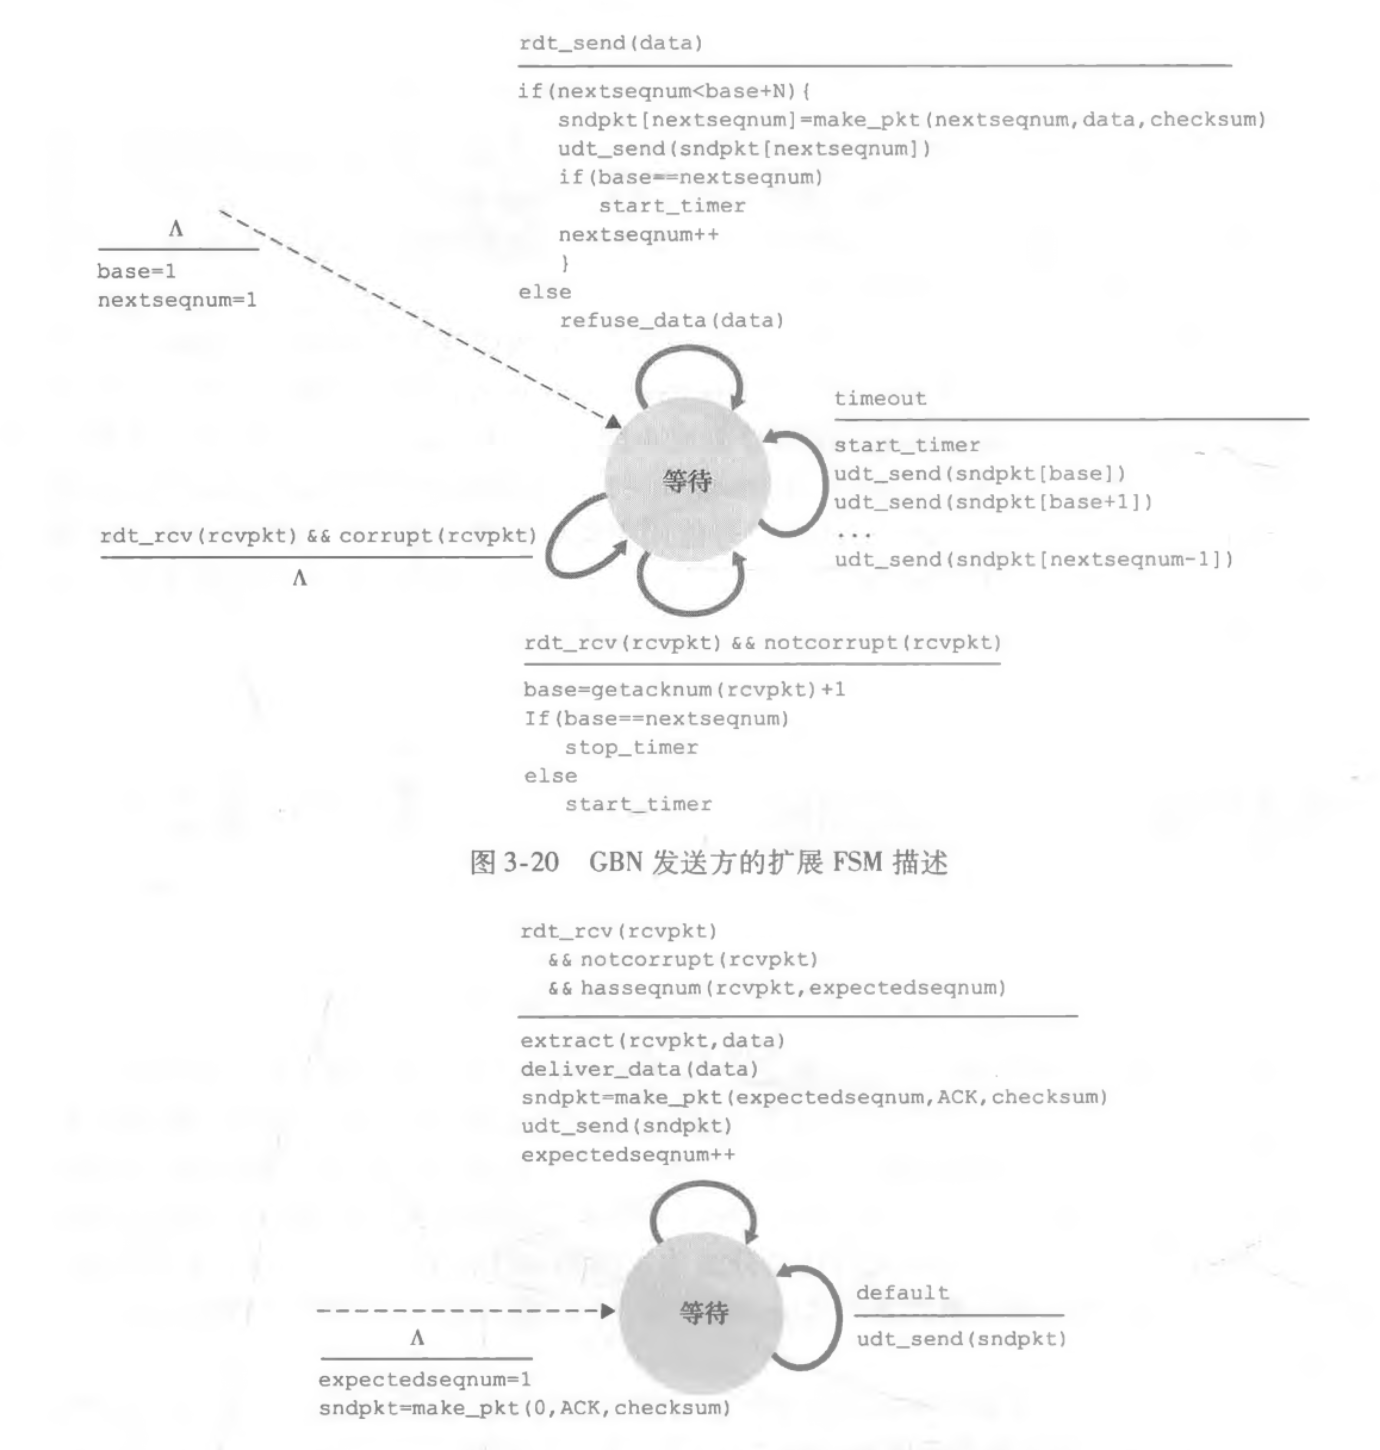 rdt_send(data)
if(nextseqnum<base+N){
sndpkt[nextseqnum]=make_pkt(nextseqnum,data,checksum)
udt_send(sndpkt[nextseqnum])
if(base==nextseqnum)
start_timer
nextseqnum++
}
else
refuse_data(data)
Λ
base=1
nextseqnum=1
等待
timeout
start_timer
udt_send(sndpkt[base])
udt_send(sndpkt[base+1])
...
udt_send(sndpkt[nextseqnum-1])
rdt_rcv(rcvpkt) && corrupt(rcvpkt)
Λ
rdt_rcv(rcvpkt) && notcorrupt(rcvpkt)
base=getacknum(rcvpkt)+1
If(base==nextseqnum)
stop_timer
else
start_timer
图 3-20 GBN 发送方的扩展 FSM 描述
rdt_rcv(rcvpkt)
&& notcorrupt(rcvpkt)
&& hasseqnum(rcvpkt,expectedseqnum)
extract(rcvpkt,data)
deliver_data(data)
sndpkt=make_pkt(expectedseqnum,ACK,checksum)
udt_send(sndpkt)
expectedseqnum++
等待
default
udt_send(sndpkt)
Λ
expectedseqnum=1
sndpkt=make_pkt(0,ACK,checksum)